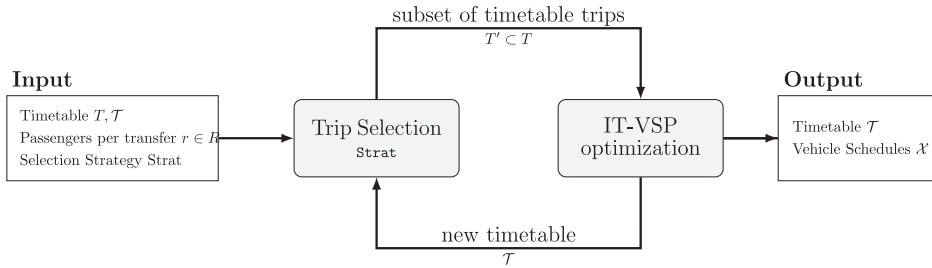 subset of timetable trips
T′ ⊂ T
Input
Timetable T, 𝒯
Passengers per transfer r ∈ R
Selection Strategy Strat
Trip Selection
Strat
IT-VSP
optimization
Output
Timetable 𝒯
Vehicle Schedules 𝒳
new timetable
𝒯